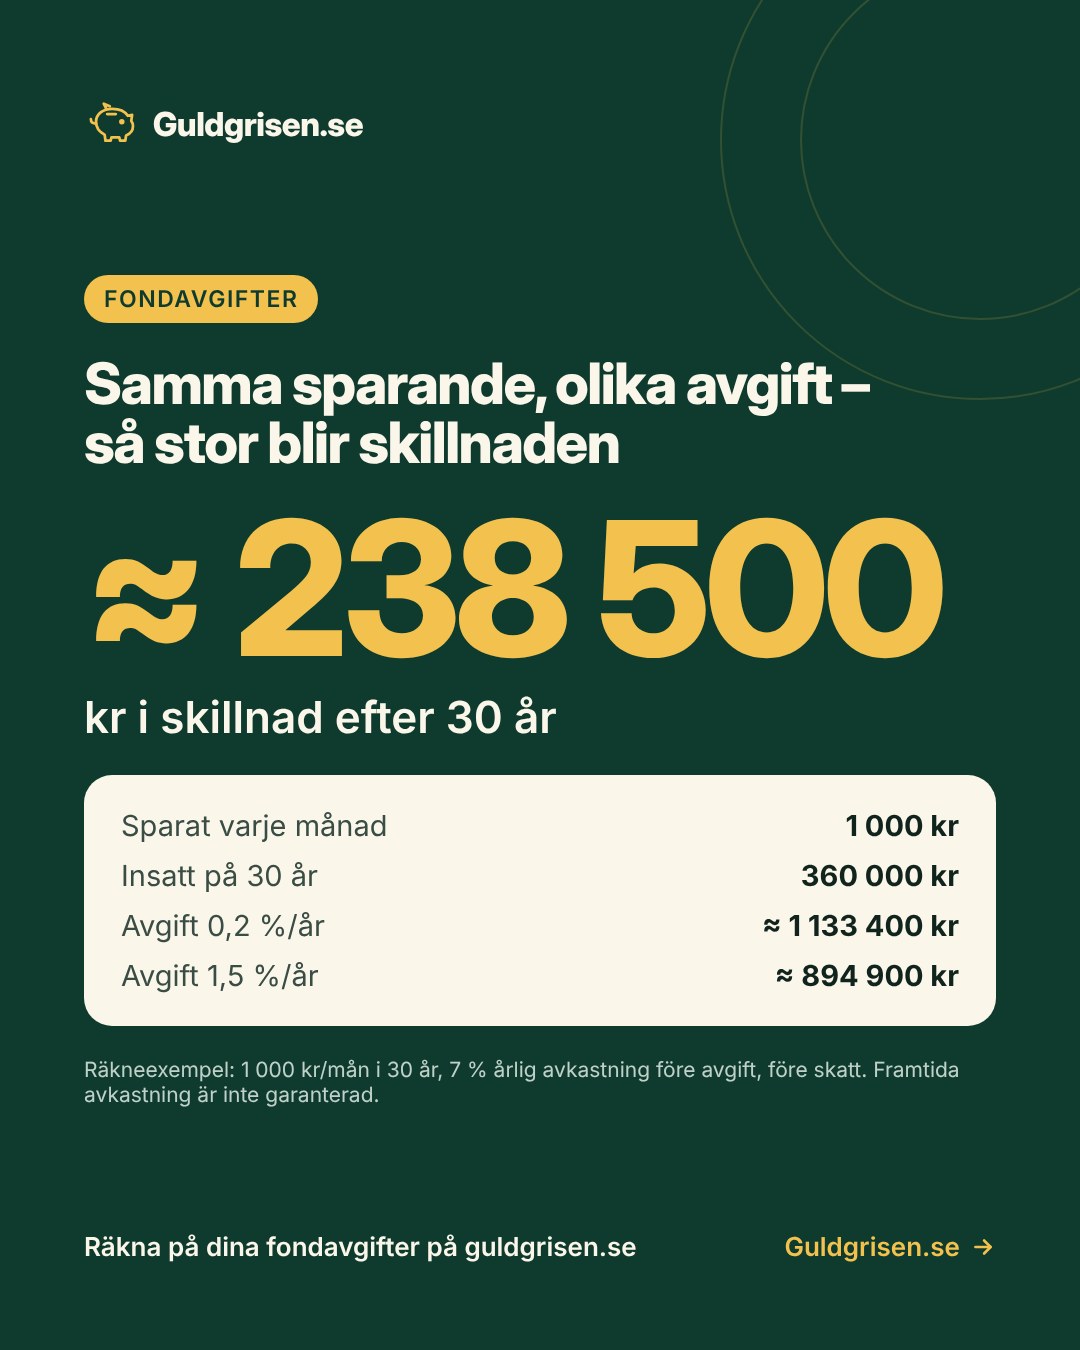 Guldgrisen.se
FONDAVGIFTER
Samma sparande, olika avgift –
så stor blir skillnaden
≈ 238 500
kr i skillnad efter 30 år
Sparat varje månad 1 000 kr
Insatt på 30 år 360 000 kr
Avgift 0,2 %/år ≈ 1 133 400 kr
Avgift 1,5 %/år ≈ 894 900 kr
Räkneexempel: 1 000 kr/mån i 30 år, 7 % årlig avkastning före avgift, före skatt. Framtida
avkastning är inte garanterad.
Räkna på dina fondavgifter på guldgrisen.se Guldgrisen.se →